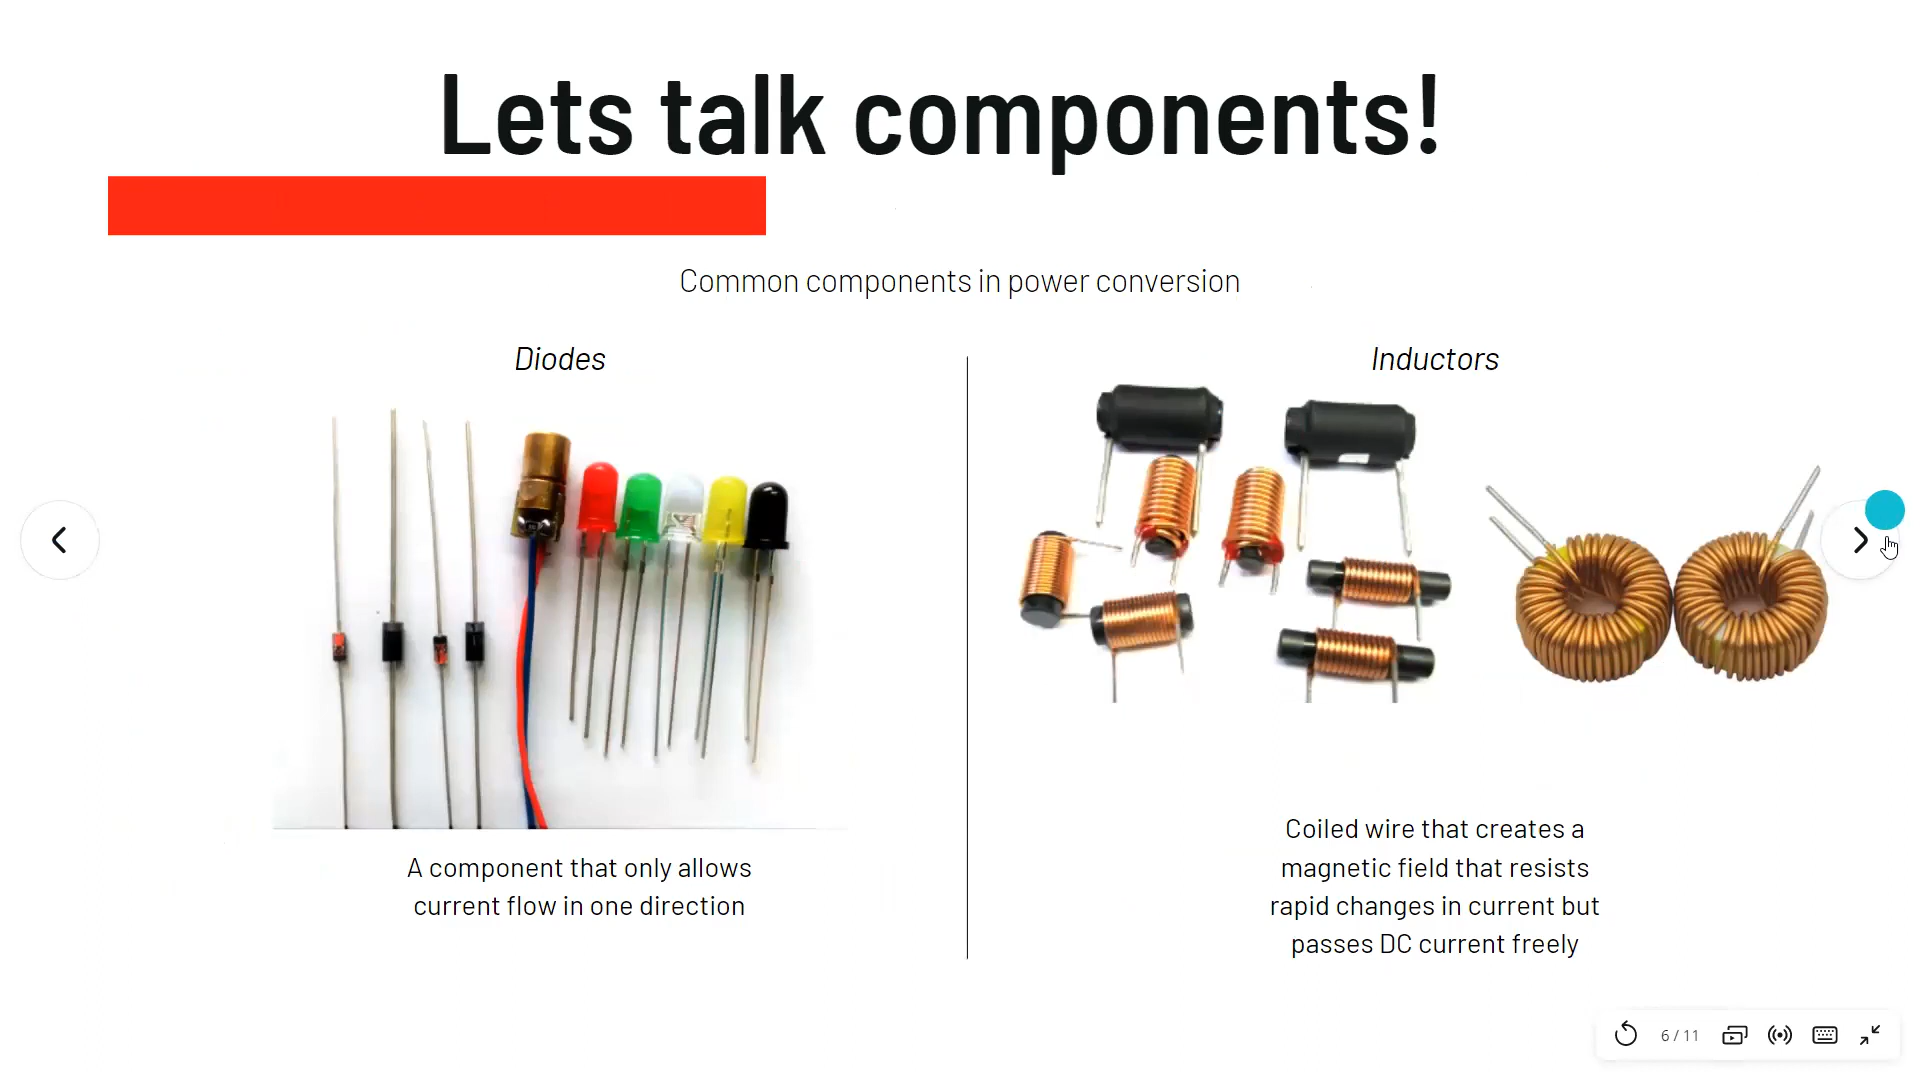 Lets talk components!
Common components in power conversion
Diodes
A component that only allows
current flow in one direction
Inductors
Coiled wire that creates a
magnetic field that resists
rapid changes in current but
passes DC current freely
6 / 11